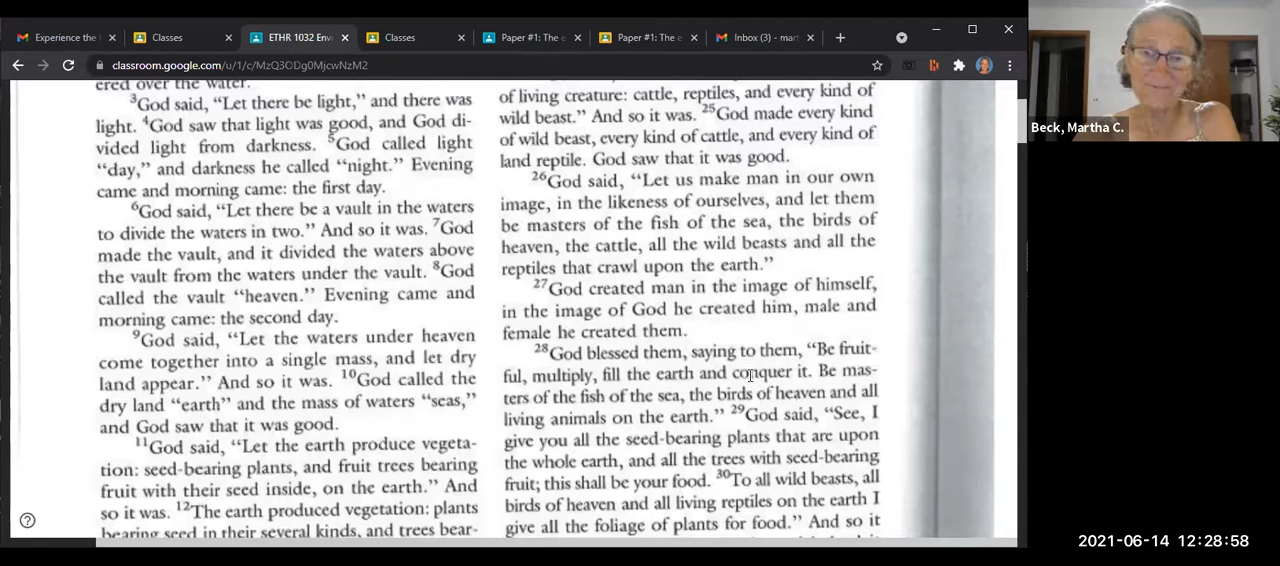 Experience the
Classes
ETHR 1032 Envi
Classes
Paper #1: The e
Paper #1: The e
Inbox (3) - mart
classroom.google.com/u/1/c/MzQ3ODg0MjcwNzM2
Beck, Martha C.
ered over the water.
3God said, “Let there be light,” and there was
light. 4God saw that light was good, and God di-
vided light from darkness. 5God called light
“day,” and darkness he called “night.” Evening
came and morning came: the first day.
6God said, “Let there be a vault in the waters
to divide the waters in two.” And so it was. 7God
made the vault, and it divided the waters above
the vault from the waters under the vault. 8God
called the vault “heaven.” Evening came and
morning came: the second day.
9God said, “Let the waters under heaven
come together into a single mass, and let dry
land appear.” And so it was. 10God called the
dry land “earth” and the mass of waters “seas,”
and God saw that it was good.
11God said, “Let the earth produce vegeta-
tion: seed-bearing plants, and fruit trees bearing
fruit with their seed inside, on the earth.” And
so it was. 12The earth produced vegetation: plants
bearing seed in their several kinds, and trees bear-
of living creature: cattle, reptiles, and every kind of
wild beast.” And so it was. 25God made every kind
of wild beast, every kind of cattle, and every kind of
land reptile. God saw that it was good.
26God said, “Let us make man in our own
image, in the likeness of ourselves, and let them
be masters of the fish of the sea, the birds of
heaven, the cattle, all the wild beasts and all the
reptiles that crawl upon the earth.”
27God created man in the image of himself,
in the image of God he created him, male and
female he created them.
28God blessed them, saying to them, “Be fruit-
ful, multiply, fill the earth and conquer it. Be mas-
ters of the fish of the sea, the birds of heaven and all
living animals on the earth.” 29God said, “See, I
give you all the seed-bearing plants that are upon
the whole earth, and all the trees with seed-bearing
fruit; this shall be your food. 30To all wild beasts, all
birds of heaven and all living reptiles on the earth I
give all the foliage of plants for food.” And so it
2021-06-14 12:28:58